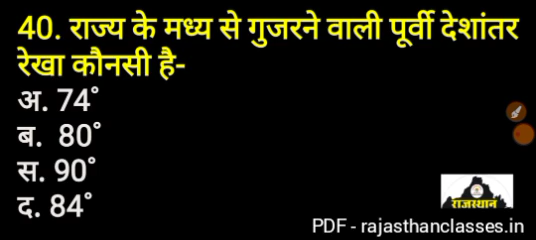 40. राज्य के मध्य से गुजरने वाली पूर्वी देशांतर
रेखा कौनसी है-
अ. 74°
ब. 80°
स. 90°
द. 84°
राजस्थान
PDF - rajasthanclasses.in